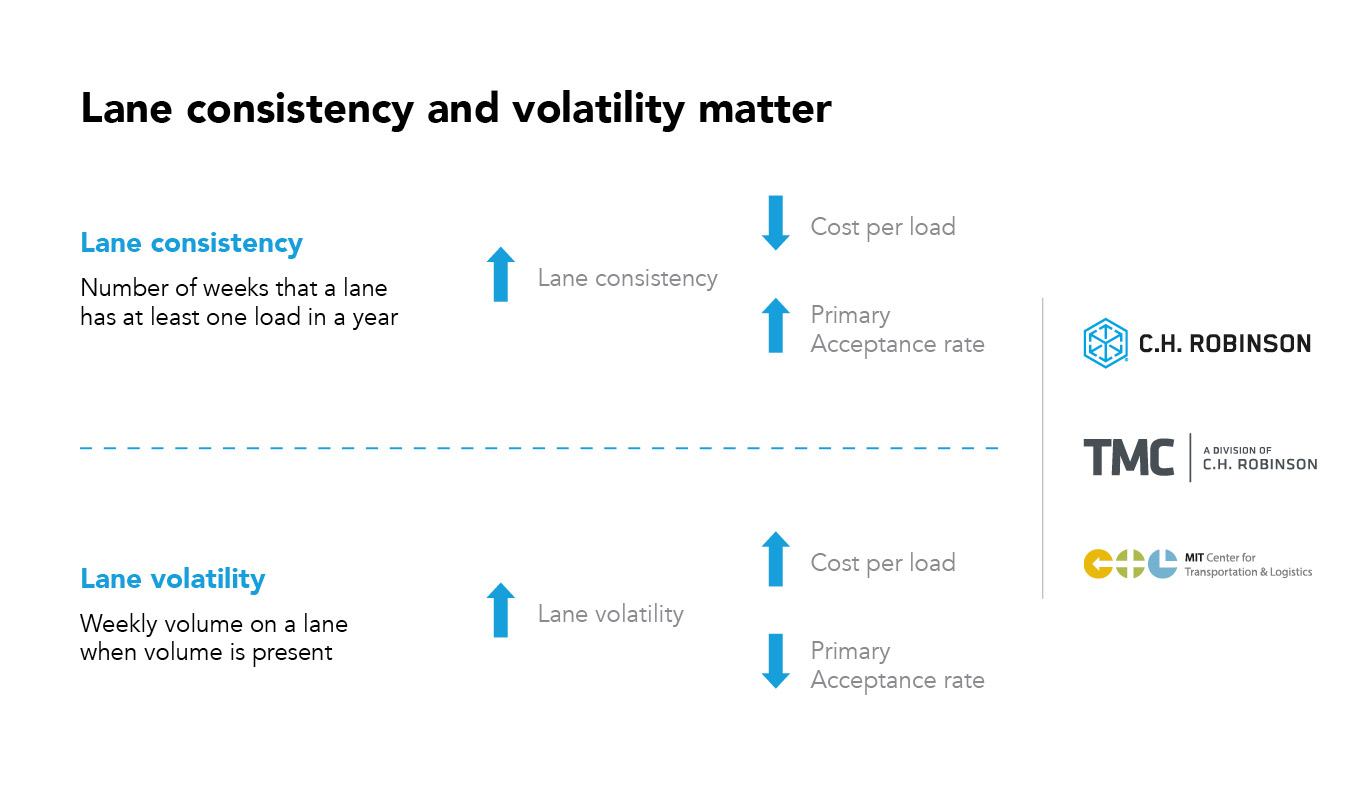 Lane consistency and volatility matter
Lane consistency
Number of weeks that a lane
has at least one load in a year
Lane consistency
Cost per load
Primary
Acceptance rate
C.H. ROBINSON
TMC
A DIVISION OF
C.H. ROBINSON
CTL
MIT Center for
Transportation & Logistics
Lane volatility
Weekly volume on a lane
when volume is present
Lane volatility
Cost per load
Primary
Acceptance rate